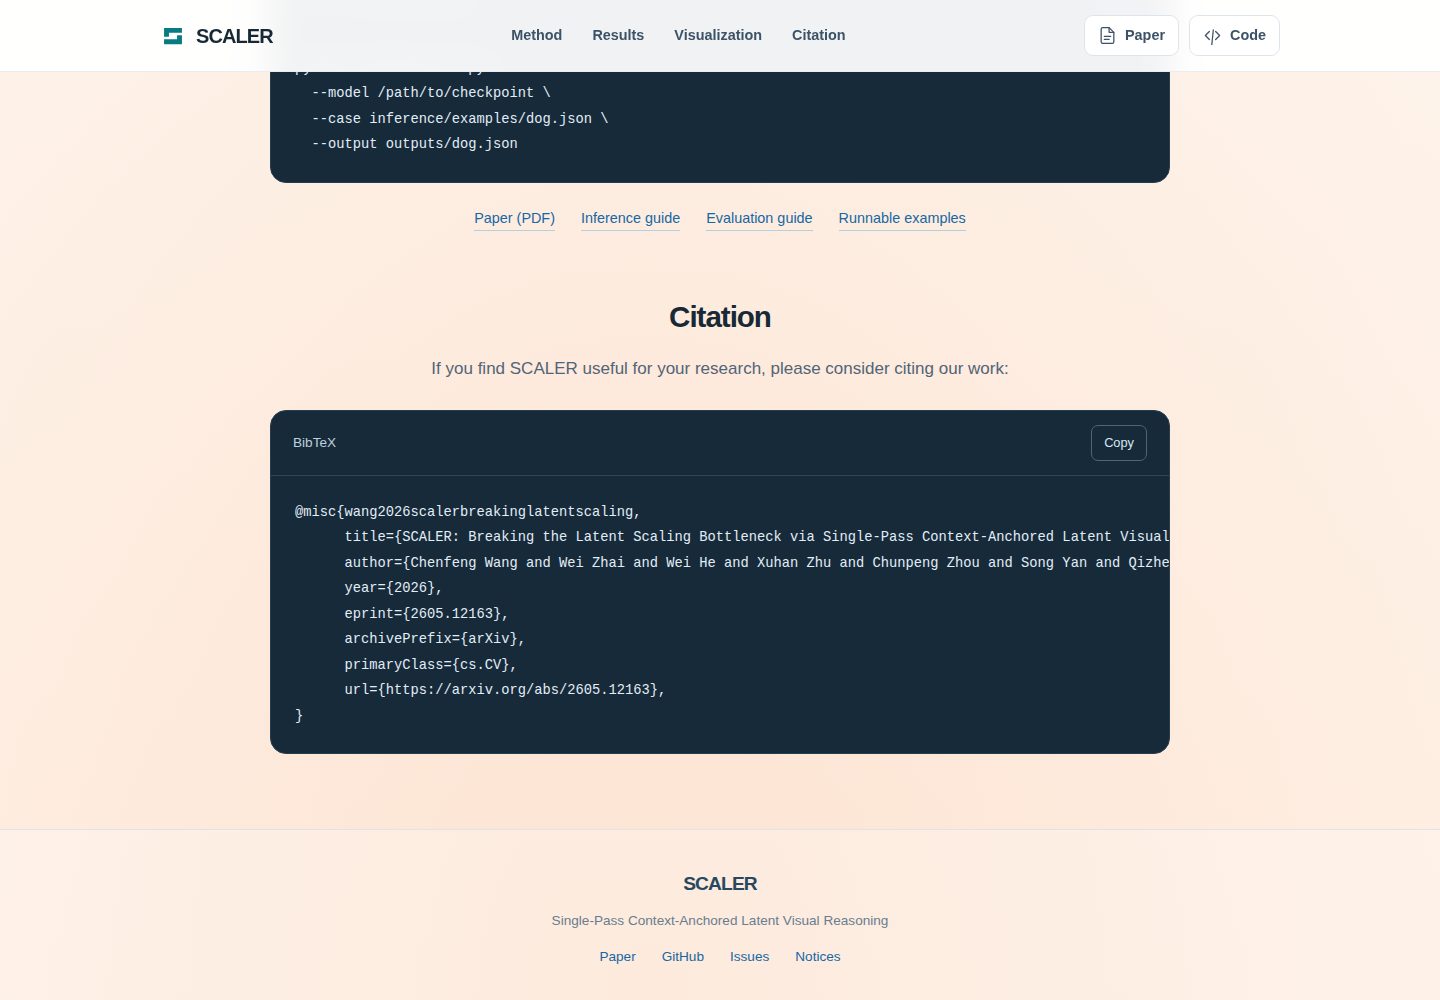 SCALER
Method
Results
Visualization
Citation
Paper
Code
--model /path/to/checkpoint \
--case inference/examples/dog.json \
--output outputs/dog.json
Paper (PDF)
Inference guide
Evaluation guide
Runnable examples
Citation
If you find SCALER useful for your research, please consider citing our work:
BibTeX
Copy
@misc{wang2026scalerbreakinglatentscaling,
title={SCALER: Breaking the Latent Scaling Bottleneck via Single-Pass Context-Anchored Latent Visual
author={Chenfeng Wang and Wei Zhai and Wei He and Xuhan Zhu and Chunpeng Zhou and Song Yan and Qizhe
year={2026},
eprint={2605.12163},
archivePrefix={arXiv},
primaryClass={cs.CV},
url={https://arxiv.org/abs/2605.12163},
}
SCALER
Single-Pass Context-Anchored Latent Visual Reasoning
Paper
GitHub
Issues
Notices